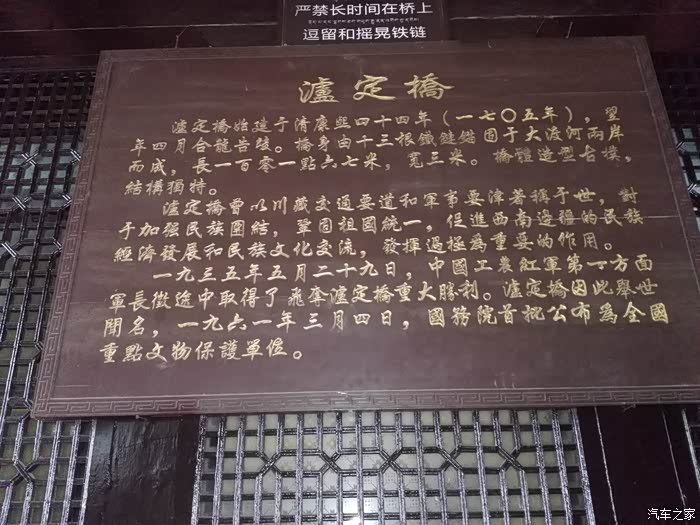 严禁长时间在桥上
逗留和摇晃铁链
瀘定橋
瀘定橋始造于清康熙四十四年（一七〇五年），翌
年四月合龍告竣。橋身由十三根鐵鏈錨固于大渡河兩岸
而成，長一百零一點六七米，寬三米。橋體造型古樸，
結構獨特。
瀘定橋曾以川藏交通要道和軍事要津著稱于世，對
于加强民族團結，鞏固祖國統一，促進西南邊疆的民族
經濟發展和民族文化交流，發揮過極為重要的作用。
一九三五年五月二十九日，中國工農紅軍第一方面
軍長徵途中取得了飛奪瀘定橋重大勝利。瀘定橋因此舉世
聞名，一九六一年三月四日，國務院首批公布為全國
重點文物保護單位。
汽车之家